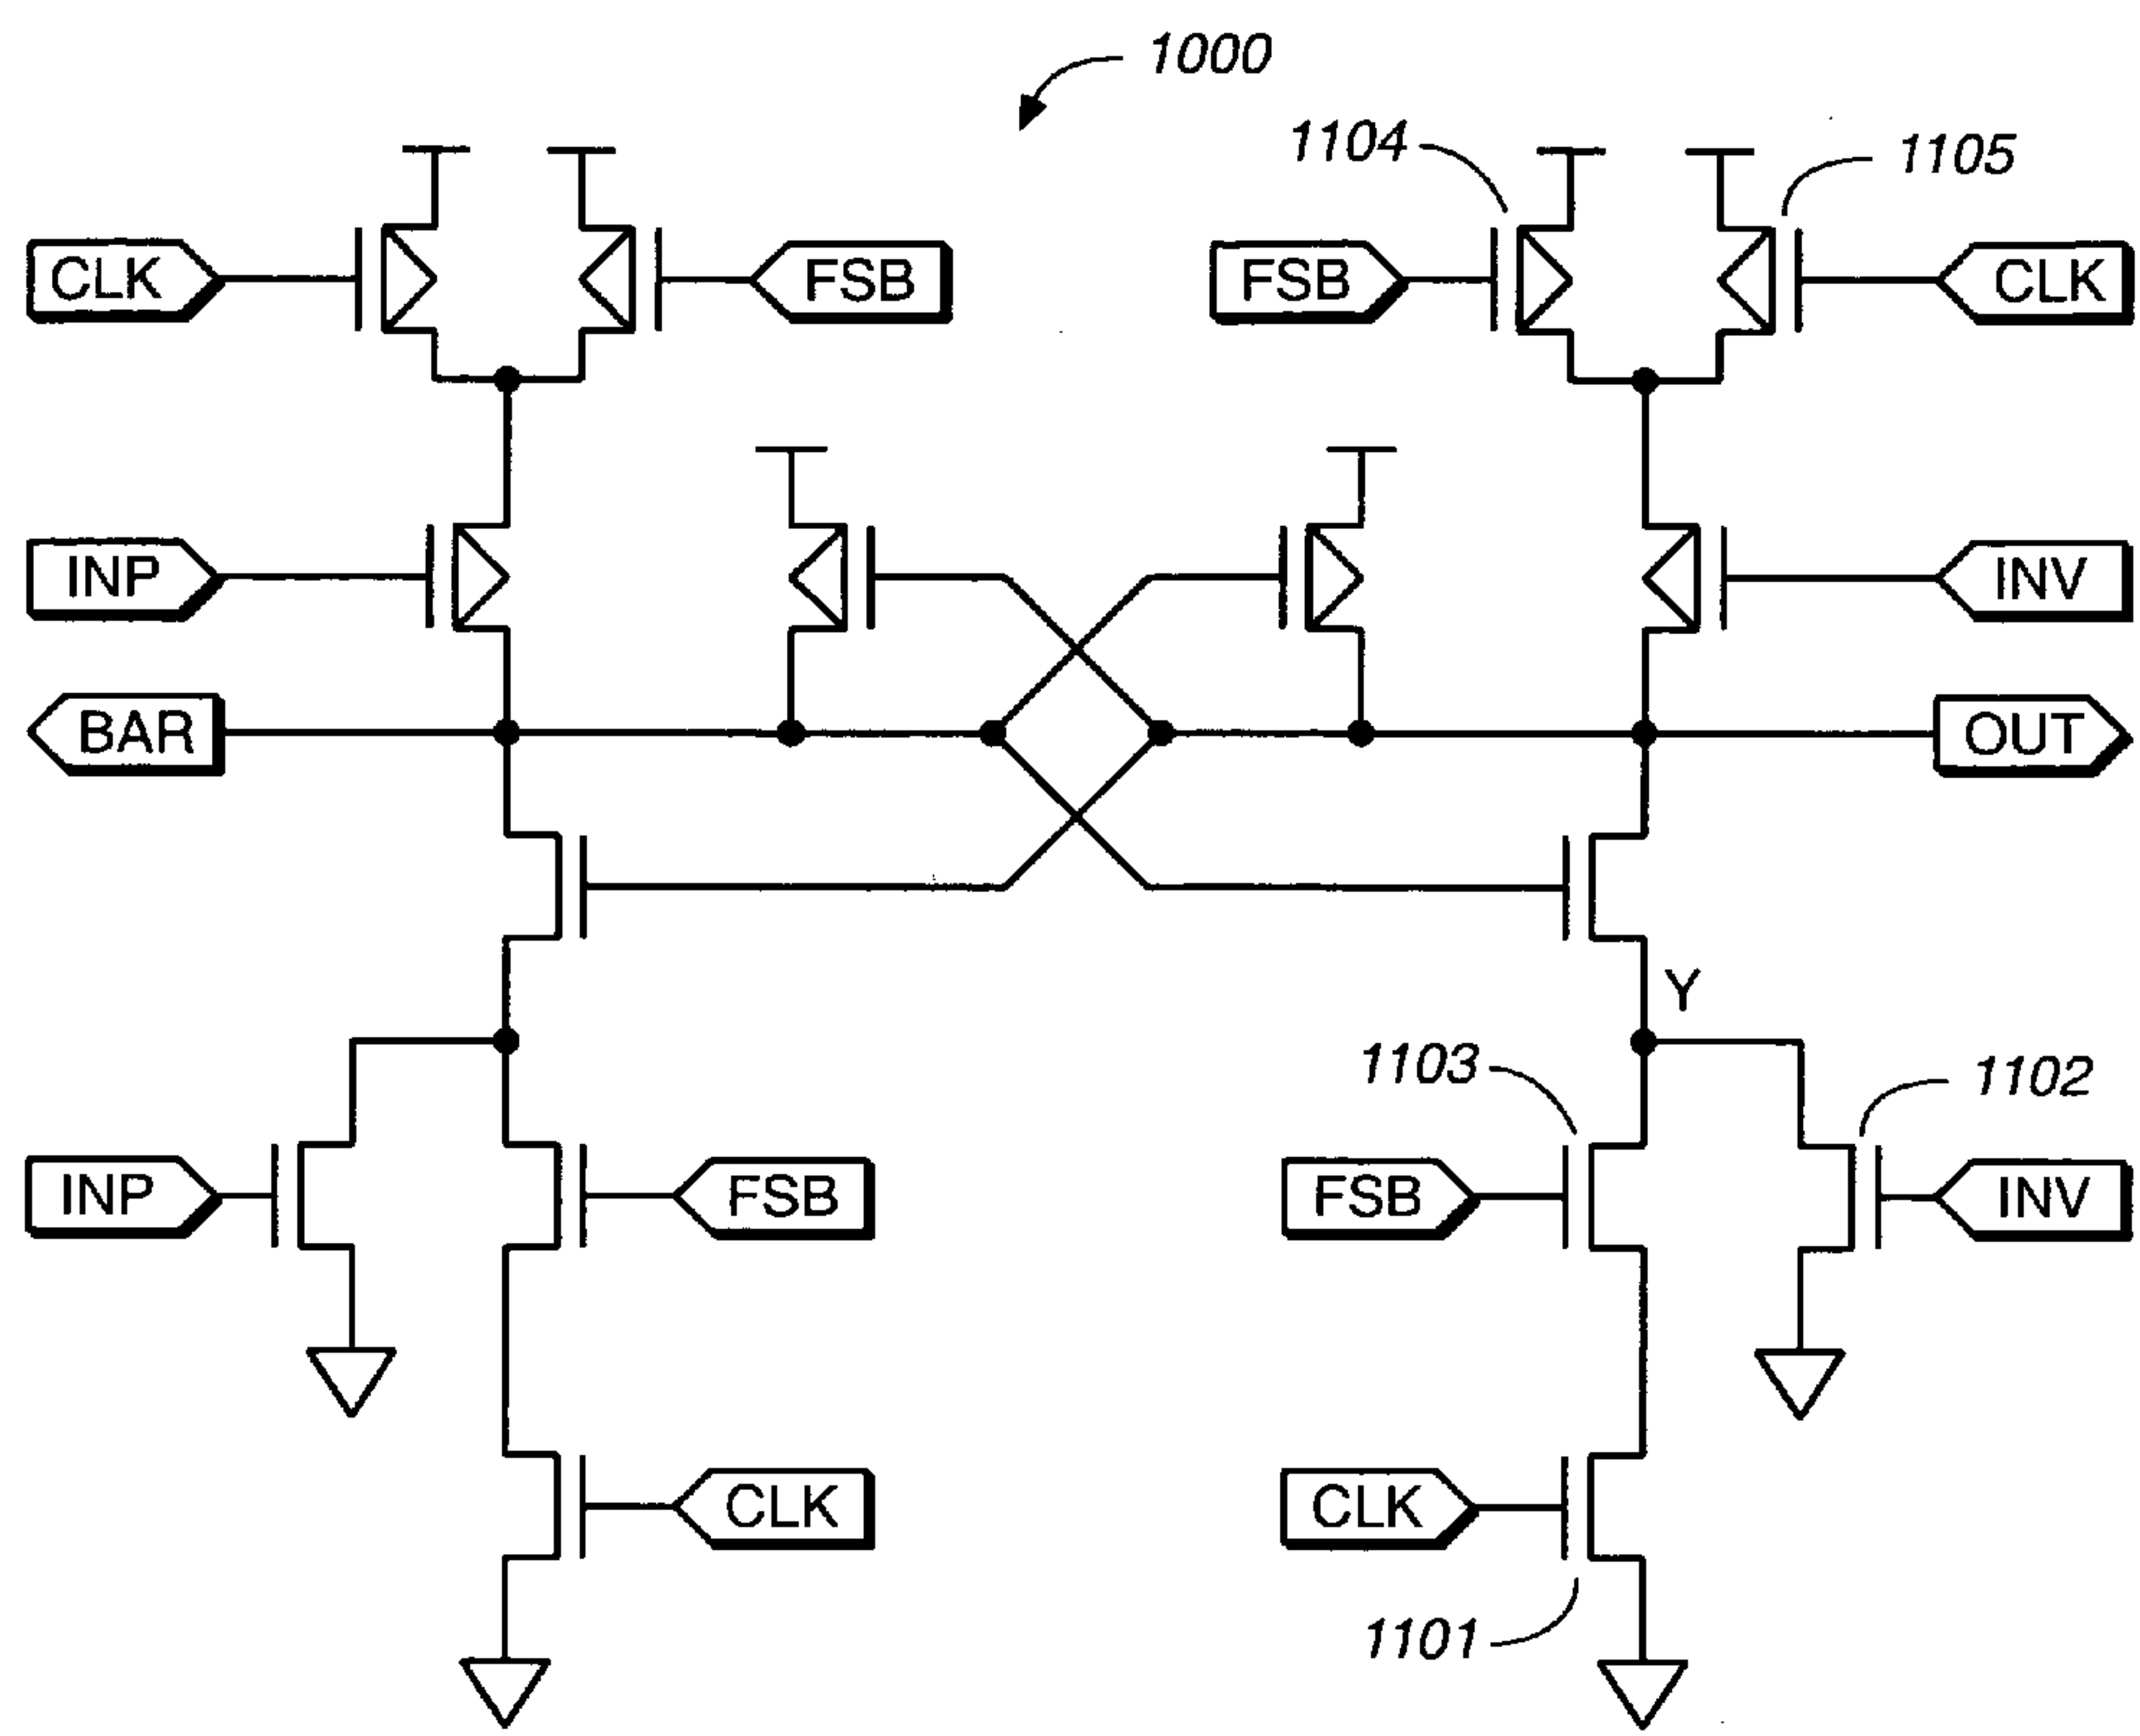 1000
1104
1105
CLK
FSB
FSB
CLK
INP
INV
BAR
OUT
Y
1103
1102
INP
FSB
FSB
INV
CLK
CLK
1101